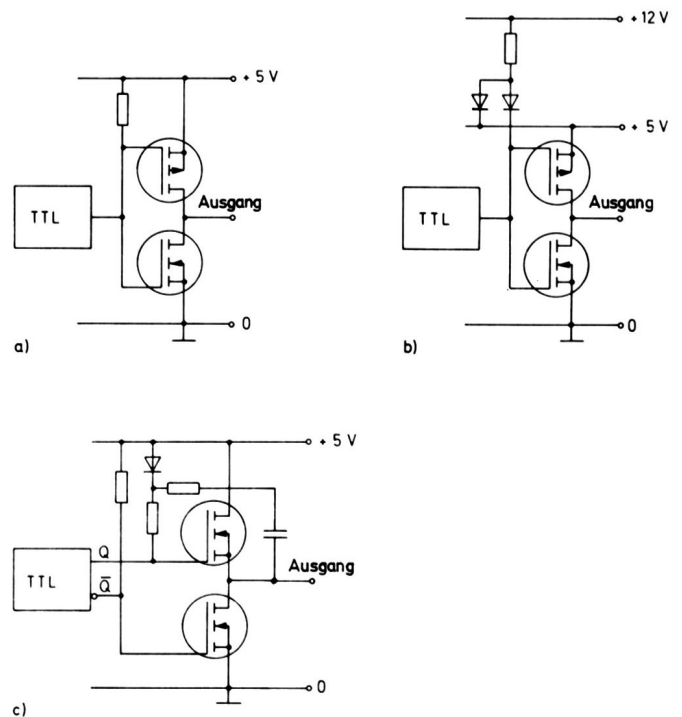 + 5 V
TTL
Ausgang
0
a)
+ 12 V
+ 5 V
TTL
Ausgang
0
b)
+ 5 V
Q
TTL
Q̅
Ausgang
0
c)